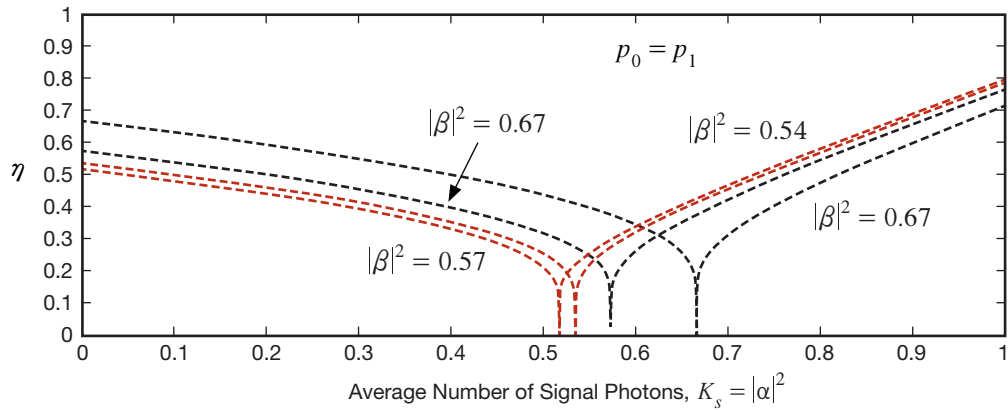 1
0.9
p₀ = p₁
0.8
0.7
|β|² = 0.67
|β|² = 0.54
0.6
η
0.5
0.4
0.3
|β|² = 0.57
|β|² = 0.67
0.2
0.1
0
0 0.1 0.2 0.3 0.4 0.5 0.6 0.7 0.8 0.9 1
Average Number of Signal Photons, Kₛ = |α|²